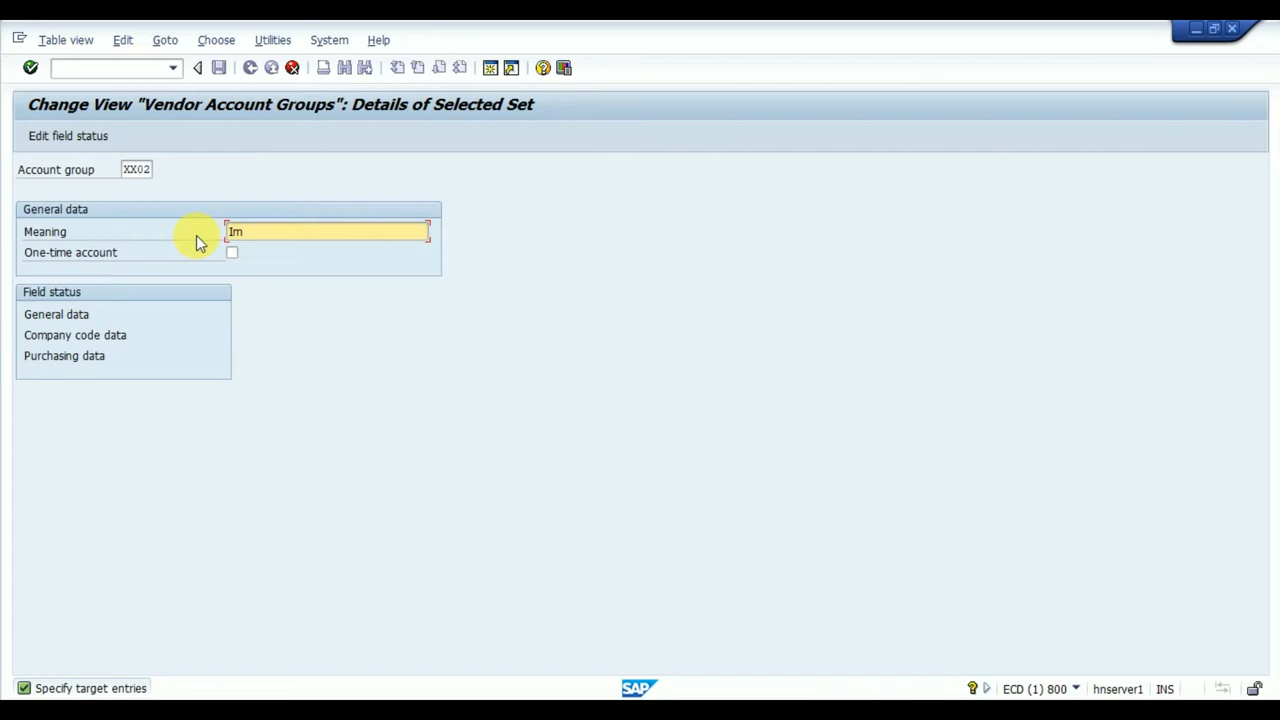 Table view Edit Goto Choose Utilities System Help
Change View "Vendor Account Groups": Details of Selected Set
Edit field status
Account group XX02
General data
Meaning Im
One-time account
Field status
General data
Company code data
Purchasing data
Specify target entries SAP ECD (1) 800 hnserver1 INS